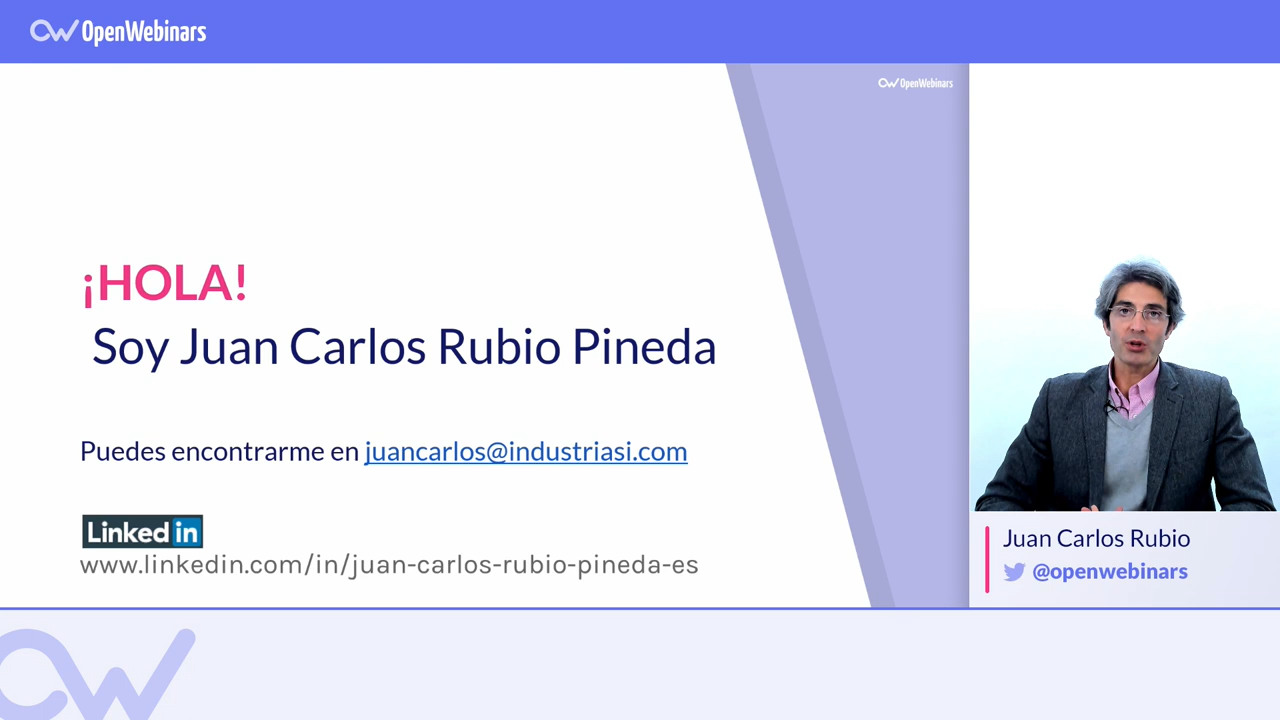 OpenWebinars
OpenWebinars
¡HOLA!
Soy Juan Carlos Rubio Pineda
Puedes encontrarme en juancarlos@industriasi.com
Linked in
www.linkedin.com/in/juan-carlos-rubio-pineda-es
Juan Carlos Rubio
@openwebinars